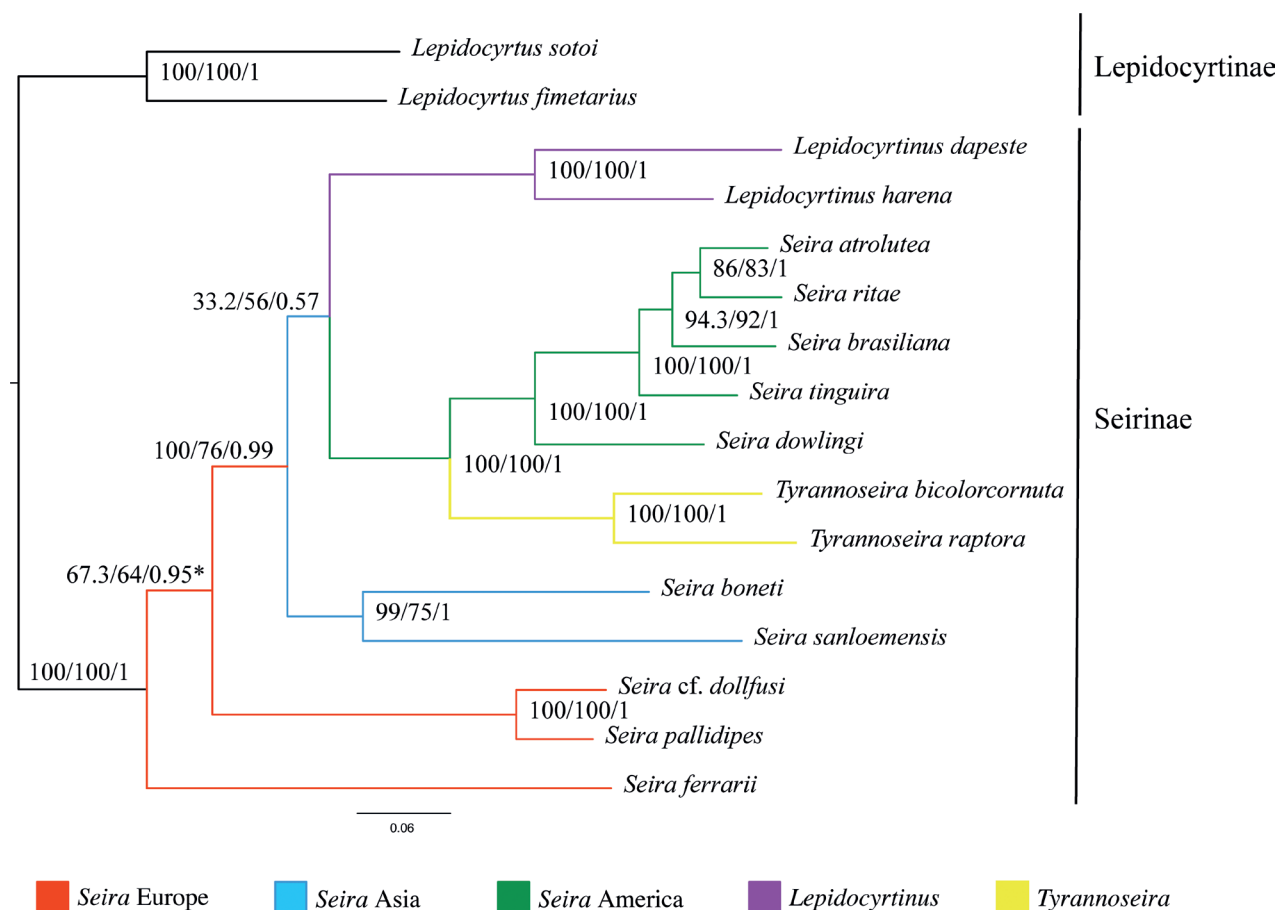 Lepidocyrtus sotoi
100/100/1
Lepidocyrtus fimetarius
Lepidocyrtinae
Lepidocyrtinus dapeste
100/100/1
Lepidocyrtinus harena
Seira atrolutea
86/83/1
Seira ritae
33.2/56/0.57
94.3/92/1
Seira brasiliana
100/100/1
Seira tinguira
100/100/1
Seira dowlingi
Seirinae
100/76/0.99
100/100/1
Tyrannoseira bicolorcornuta
100/100/1
Tyrannoseira raptora
67.3/64/0.95*
Seira boneti
99/75/1
Seira sanloemensis
100/100/1
Seira cf. dollfusi
100/100/1
Seira pallidipes
Seira ferrarii
0.06
Seira Europe Seira Asia Seira America Lepidocyrtinus Tyrannoseira